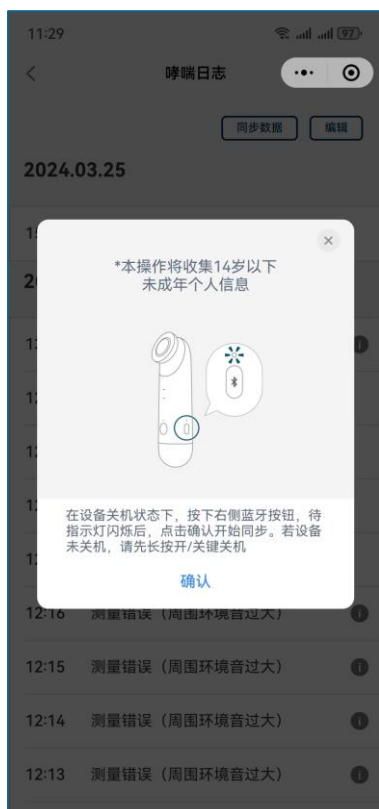 11:29
97
哮喘日志
同步数据
编辑
2024.03.25
*本操作将收集14岁以下
未成年个人信息
在设备关机状态下，按下右侧蓝牙按钮，待
指示灯闪烁后，点击确认开始同步。若设备
未关机，请先长按开/关键关机
确认
12:16 测量错误（周围环境音过大）
12:15 测量错误（周围环境音过大）
12:14 测量错误（周围环境音过大）
12:13 测量错误（周围环境音过大）